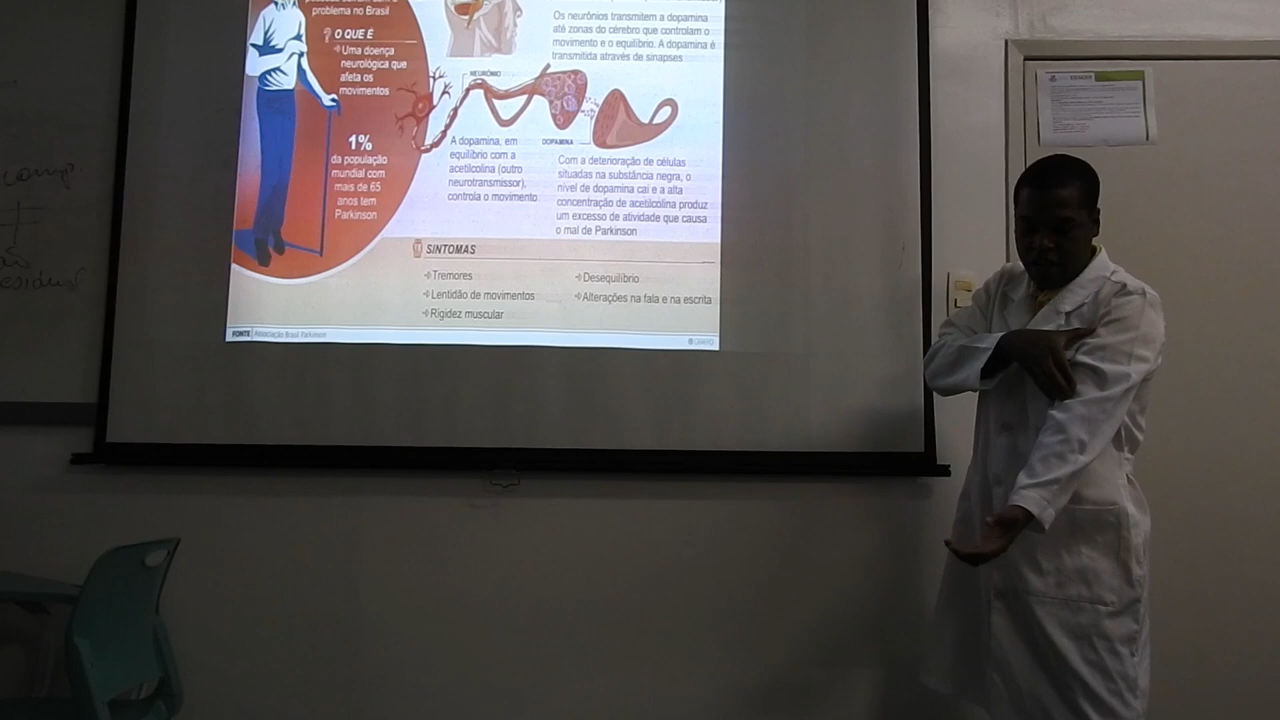 problema no Brasil
O QUE É
Uma doença
neurológica que
afeta os
movimentos
1%
da população
mundial com
mais de 65
anos tem
Parkinson
Os neurônios transmitem a dopamina
até zonas do cérebro que controlam o
movimento e o equilíbrio. A dopamina é
transmitida através de sinapses
NEURÔNIO
A dopamina, em
equilíbrio com a
acetilcolina (outro
neurotransmissor),
controla o movimento
DOPAMINA
Com a deterioração de células
situadas na substância negra, o
nível de dopamina cai e a alta
concentração de acetilcolina produz
um excesso de atividade que causa
o mal de Parkinson
SINTOMAS
Tremores
Lentidão de movimentos
Rigidez muscular
Desequilíbrio
Alterações na fala e na escrita
FONTE Associação Brasil Parkinson